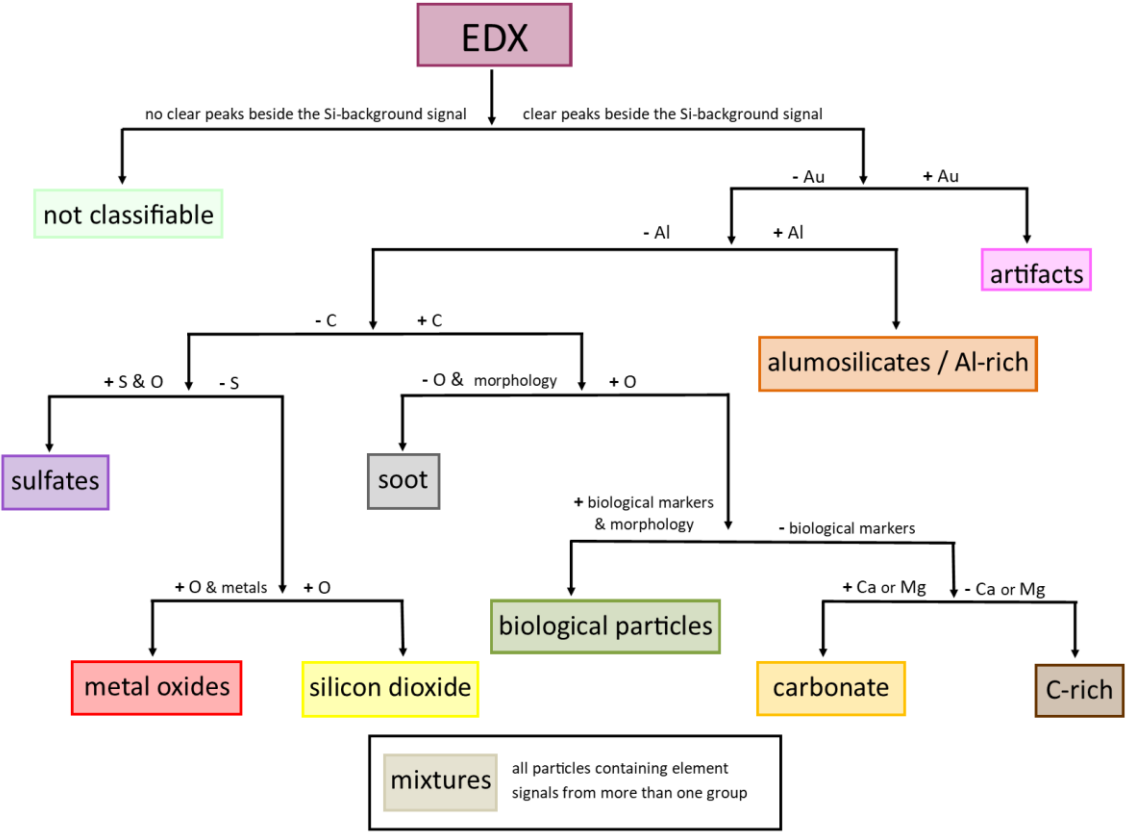 EDX
no clear peaks beside the Si-background signal
clear peaks beside the Si-background signal
- Au
+ Au
not classifiable
- Al
+ Al
artifacts
- C
+ C
alumosilicates / Al-rich
+ S & O
- S
- O & morphology
+ O
sulfates
soot
+ biological markers
& morphology
- biological markers
+ O & metals
+ O
+ Ca or Mg
- Ca or Mg
biological particles
metal oxides
silicon dioxide
carbonate
C-rich
mixtures
all particles containing element
signals from more than one group